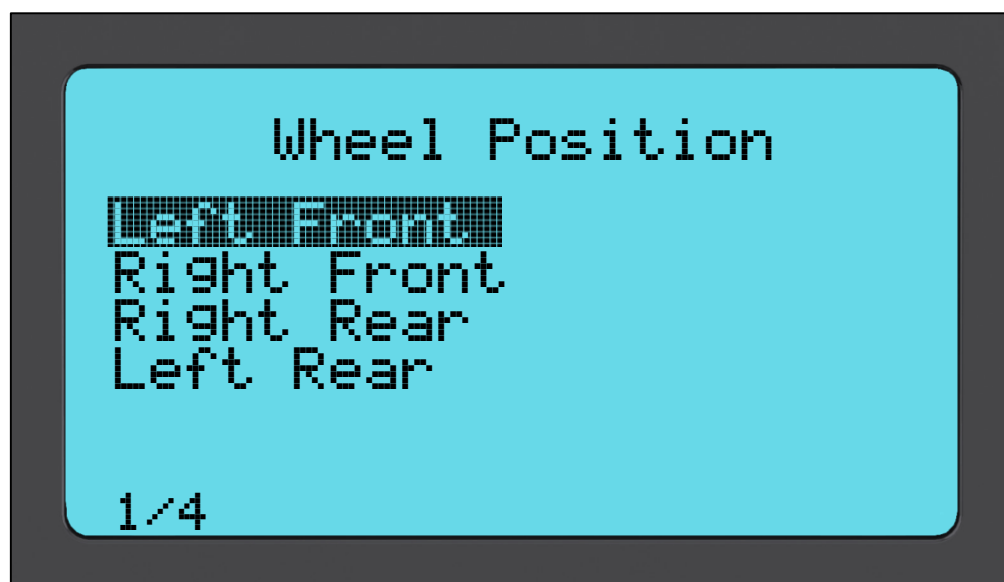 Wheel Position
Left Front
Right Front
Right Rear
Left Rear
1/4